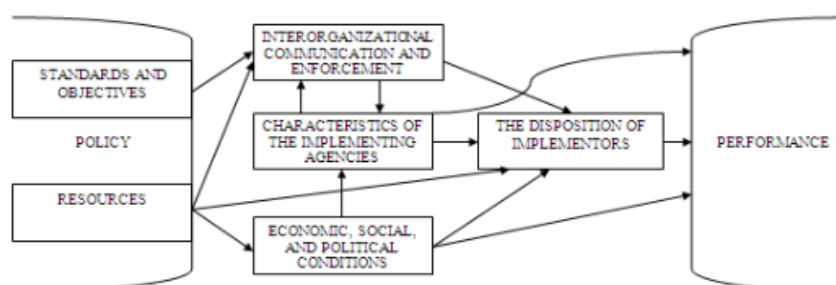 INTERORGANIZATIONAL
COMMUNICATION AND
ENFORCEMENT
STANDARDS AND
OBJECTIVES
POLICY
CHARACTERISTICS OF
THE IMPLEMENTING
AGENCIES
THE DISPOSITION OF
IMPLEMENTORS
PERFORMANCE
RESOURCES
ECONOMIC, SOCIAL,
AND POLITICAL
CONDITIONS